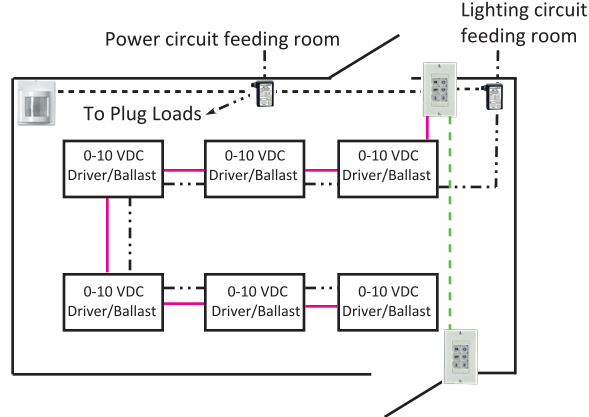 Lighting circuit
feeding room
Power circuit feeding room
To Plug Loads
0-10 VDC
Driver/Ballast
0-10 VDC
Driver/Ballast
0-10 VDC
Driver/Ballast
0-10 VDC
Driver/Ballast
0-10 VDC
Driver/Ballast
0-10 VDC
Driver/Ballast